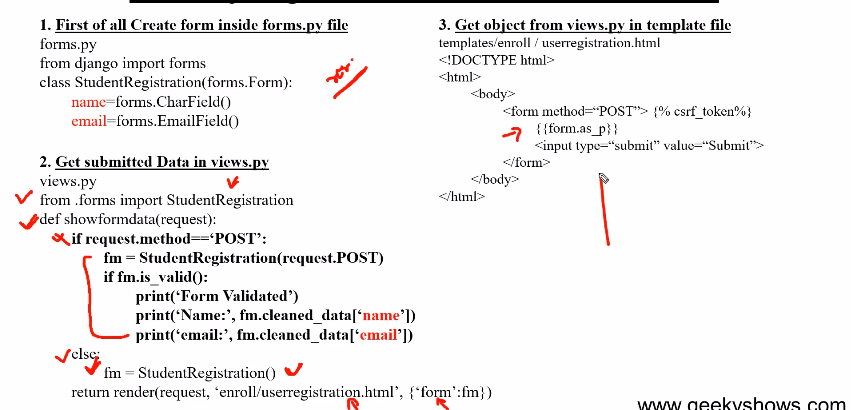 1. First of all Create form inside forms.py file
forms.py
from django import forms
class StudentRegistration(forms.Form):
name=forms.CharField()
email=forms.EmailField()
2. Get submitted Data in views.py
views.py
from .forms import StudentRegistration
def showformdata(request):
if request.method==‘POST’:
fm = StudentRegistration(request.POST)
if fm.is_valid():
print(‘Form Validated’)
print(‘Name:’, fm.cleaned_data[‘name’])
print(‘email:’, fm.cleaned_data[‘email’])
else:
fm = StudentRegistration()
return render(request, ‘enroll/userregistration.html’, {‘form’:fm})
3. Get object from views.py in template file
templates/enroll / userregistration.html
<!DOCTYPE html>
<html>
<body>
<form method=“POST”> {% csrf_token%}
{{form.as_p}}
<input type=“submit” value=“Submit”>
</form>
</body>
</html>
www.geekyshows.com